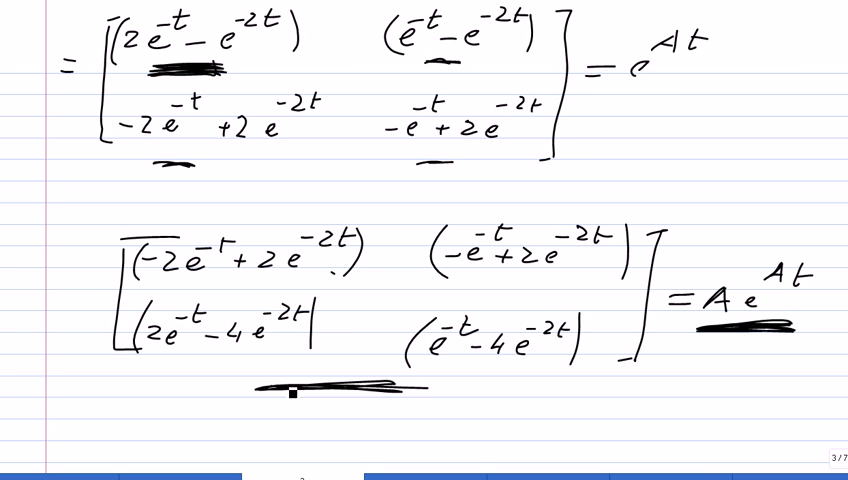 = [(2e^{-t} - e^{-2t}) (e^{-t} - e^{-2t})
-2e^{-t} + 2e^{-2t} -e^{-t} + 2e^{-2t}] = e^{At}
[(-2e^{-t} + 2e^{-2t}) (-e^{-t} + 2e^{-2t})
(2e^{-t} - 4e^{-2t}) (e^{-t} - 4e^{-2t})] = Ae^{At}
3/7